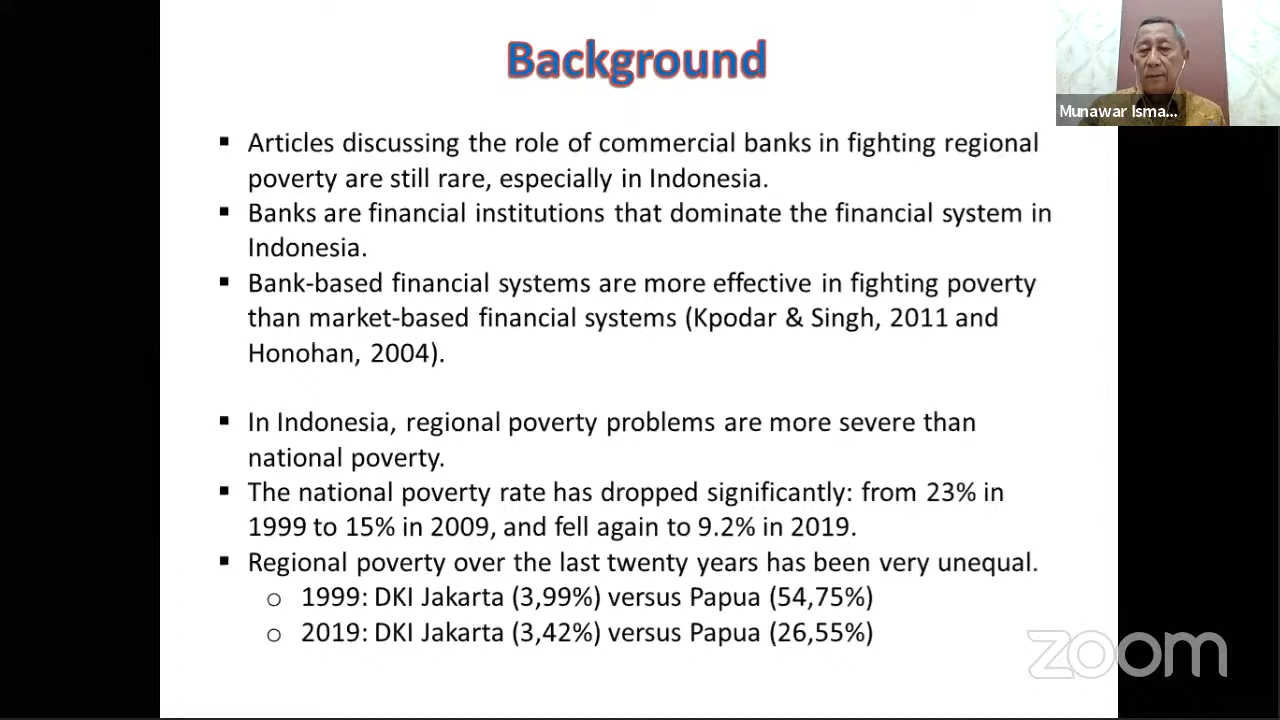 Background
Munawar Isma...
▪ Articles discussing the role of commercial banks in fighting regional
poverty are still rare, especially in Indonesia.
▪ Banks are financial institutions that dominate the financial system in
Indonesia.
▪ Bank-based financial systems are more effective in fighting poverty
than market-based financial systems (Kpodar & Singh, 2011 and
Honohan, 2004).
▪ In Indonesia, regional poverty problems are more severe than
national poverty.
▪ The national poverty rate has dropped significantly: from 23% in
1999 to 15% in 2009, and fell again to 9.2% in 2019.
▪ Regional poverty over the last twenty years has been very unequal.
o 1999: DKI Jakarta (3,99%) versus Papua (54,75%)
o 2019: DKI Jakarta (3,42%) versus Papua (26,55%)
zoom